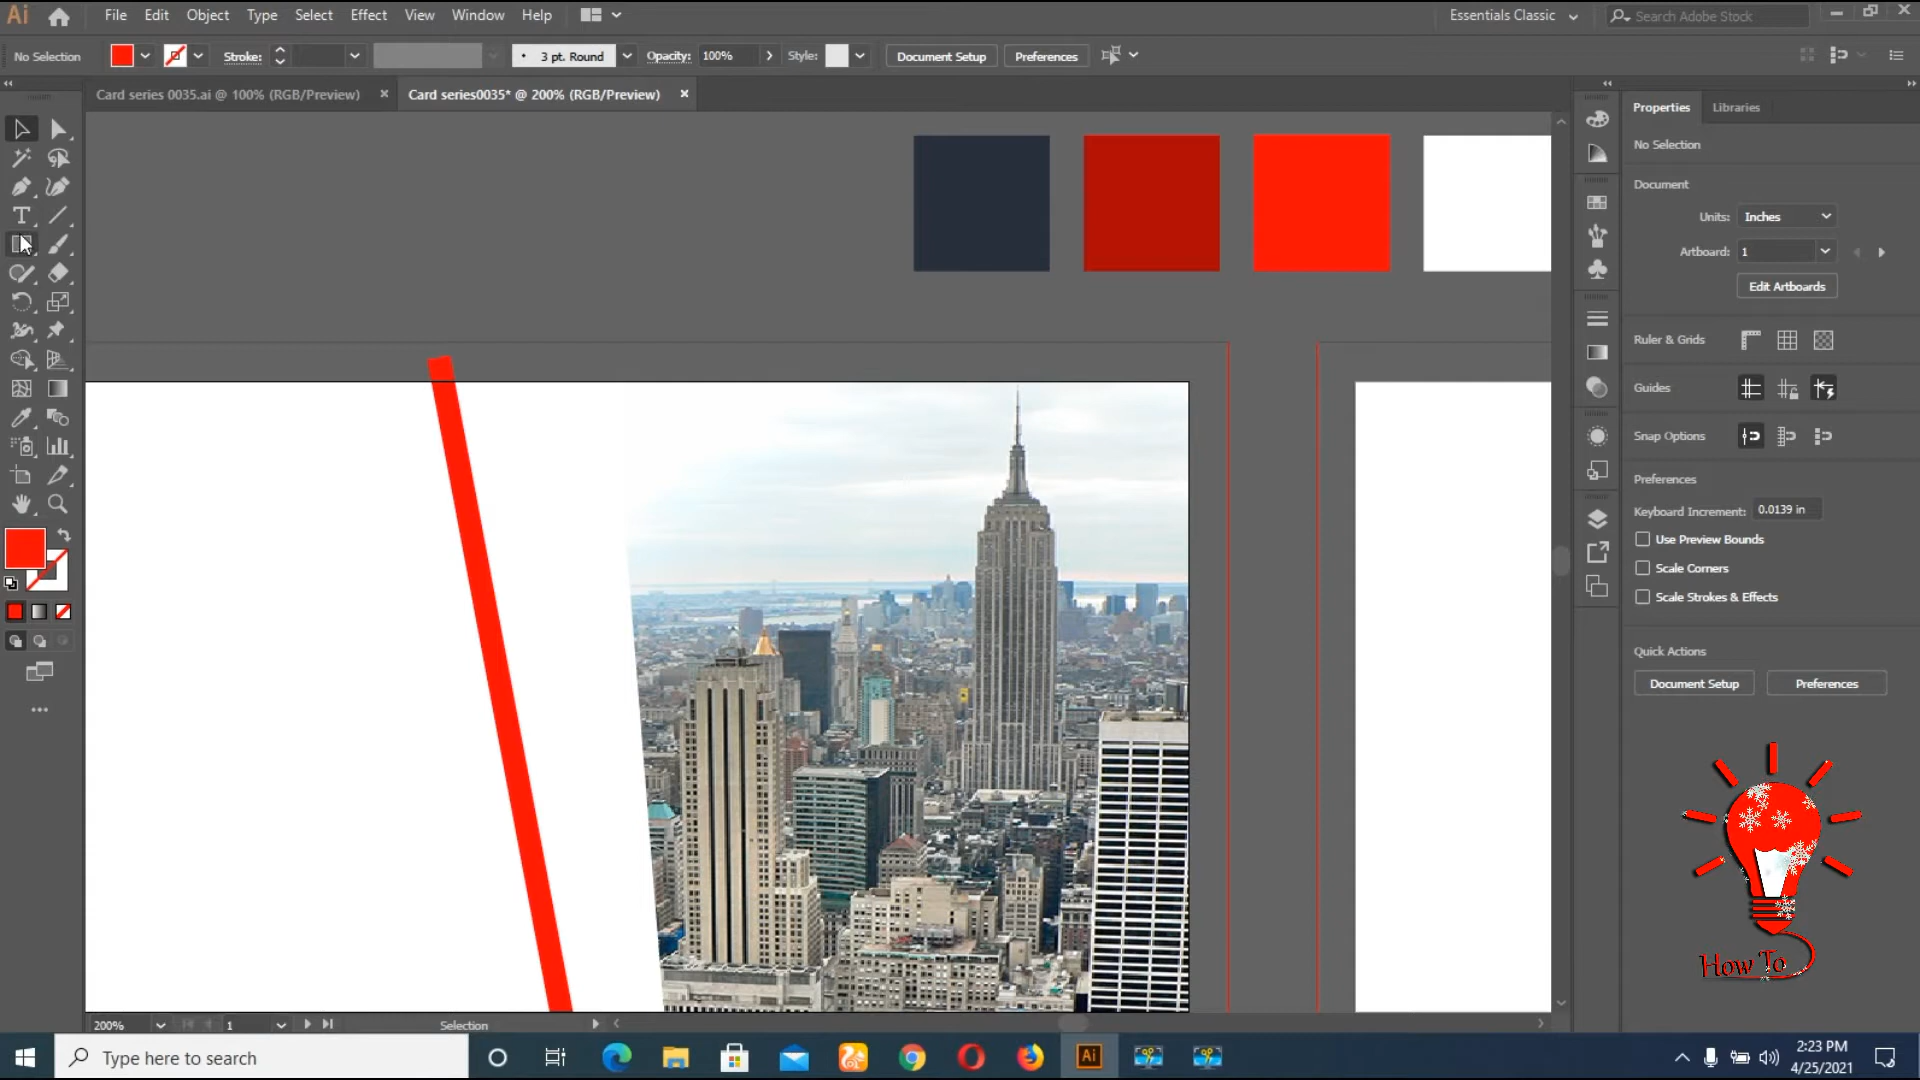 Ai File Edit Object Type Select Effect View Window Help Essentials Classic Search Adobe Stock
No Selection Stroke: 3 pt. Round Opacity: 100% Style: Document Setup Preferences
Card series 0035.ai @ 100% (RGB/Preview) × Card series0035* @ 200% (RGB/Preview) ×
Properties Libraries
No Selection
Document
Units: Inches
Artboard: 1
Edit Artboards
Ruler & Grids
Guides
Snap Options
Preferences
Keyboard Increment: 0.0139 in
Use Preview Bounds
Scale Corners
Scale Strokes & Effects
Quick Actions
Document Setup Preferences
How To
200% 1 Selection
Type here to search
Ai
2:23 PM
4/25/2021